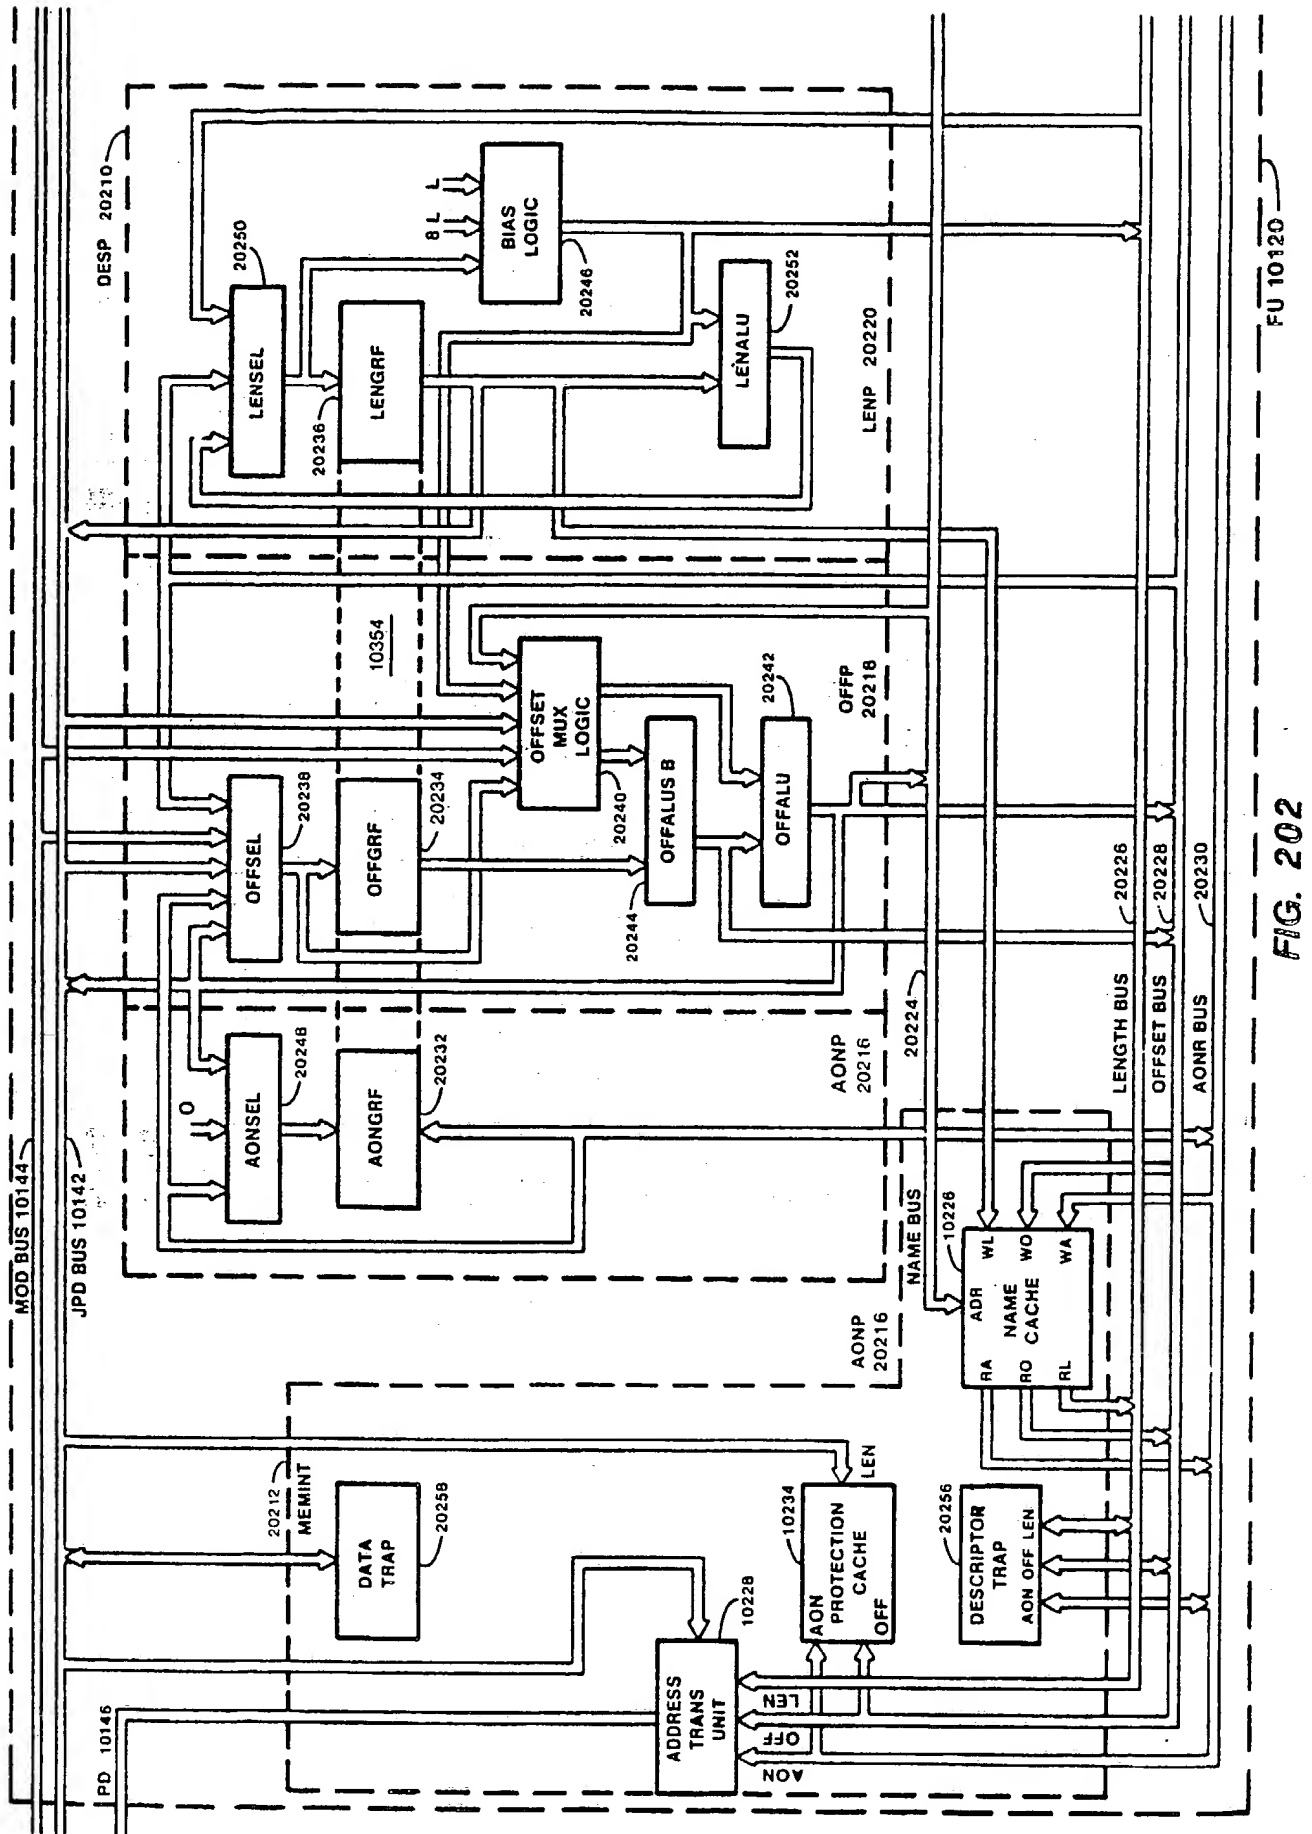 MOD BUS 10144
JPD BUS 10142
PD 10146
DESP 20210
LENSEL
20250
LENGRF
20236
8 L
L
BIAS
LOGIC
20246
LENALU
20252
LENP 20220
10354
OFFSEL
20238
OFFGRF
20234
OFFSET
MUX
LOGIC
20240
OFFALUS B
20244
OFFALU
20242
OFFP
20218
O
AONSEL
20248
AONGRF
20232
AONP
20216
AONP
20216
20212
MEMINT
DATA
TRAP
20258
ADDRESS
TRANS
UNIT
10228
AON
OFF
LEN
10234
AON
PROTECTION
CACHE
OFF
LEN
20256
DESCRIPTOR
TRAP
AON OFF LEN
NAME BUS
20224
10226
ADR
NAME
CACHE
RA
RO
RL
WL
WO
WA
LENGTH BUS
20226
OFFSET BUS
20228
AONR BUS
20230
FU 10120
FIG. 202